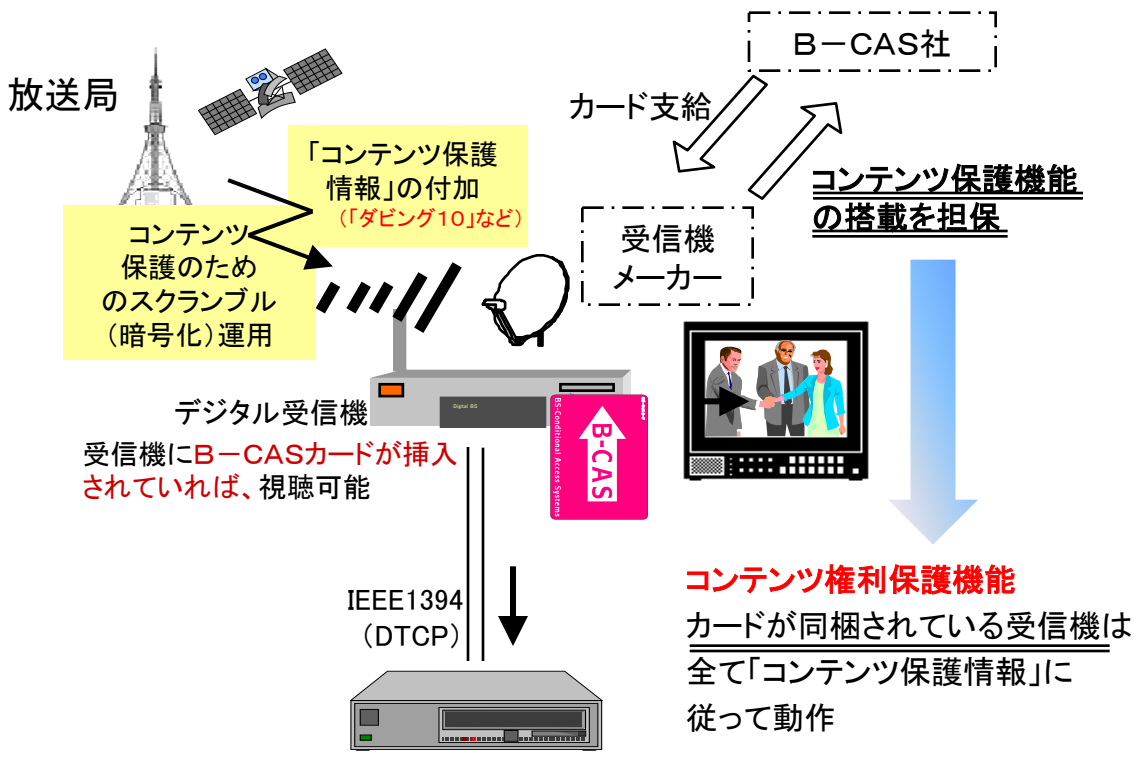 放送局
B－CAS社
カード支給
「コンテンツ保護
情報」の付加
（「ダビング１０」など）
コンテンツ
保護のため
のスクランブル
（暗号化）運用
コンテンツ保護機能
の搭載を担保
受信機
メーカー
デジタル受信機
Digital BS
B-CAS
BS-Conditional Access Systems
受信機にB－CASカードが挿入
されていれば、視聴可能
IEEE1394
（DTCP）
コンテンツ権利保護機能
カードが同梱されている受信機は
全て「コンテンツ保護情報」に
従って動作